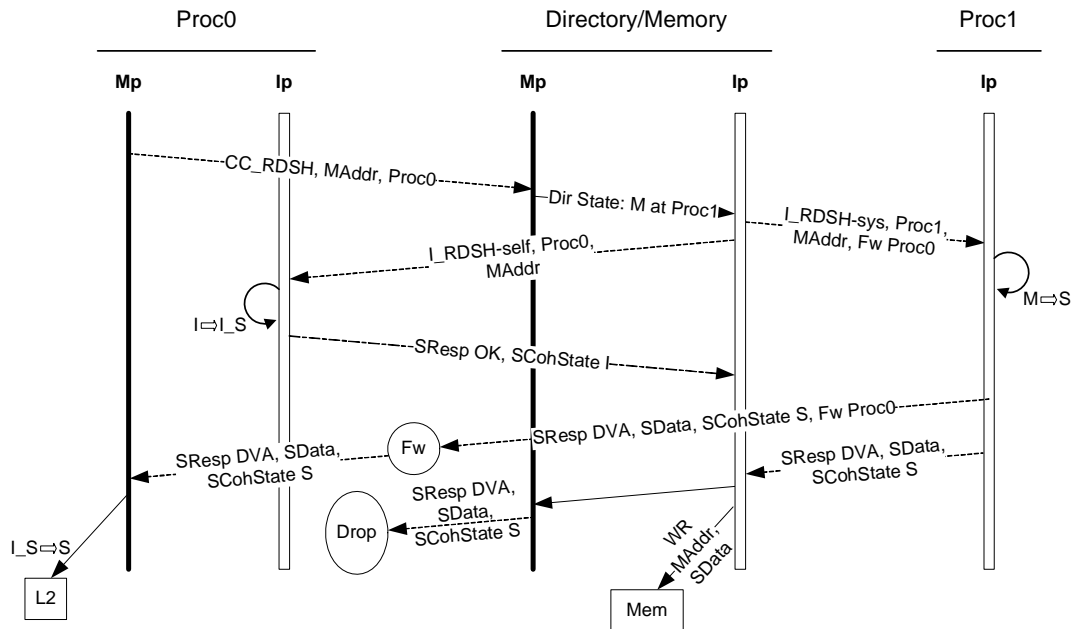 Proc0 Directory/Memory Proc1
Mp Ip Mp Ip Ip
CC_RDSH, MAddr, Proc0
Dir State: M at Proc1
I_RDSH-sys, Proc1,
MAddr, Fw Proc0
I_RDSH-self, Proc0,
MAddr
M⇨S
I⇨I_S
SResp OK, SCohState I
SResp DVA, SData, SCohState S, Fw Proc0
Fw
SResp DVA, SData,
SCohState S
SResp DVA, SData,
SCohState S
SResp DVA,
SData,
SCohState S
Drop
WR
MAddr,
SData
I_S⇨S
L2
Mem